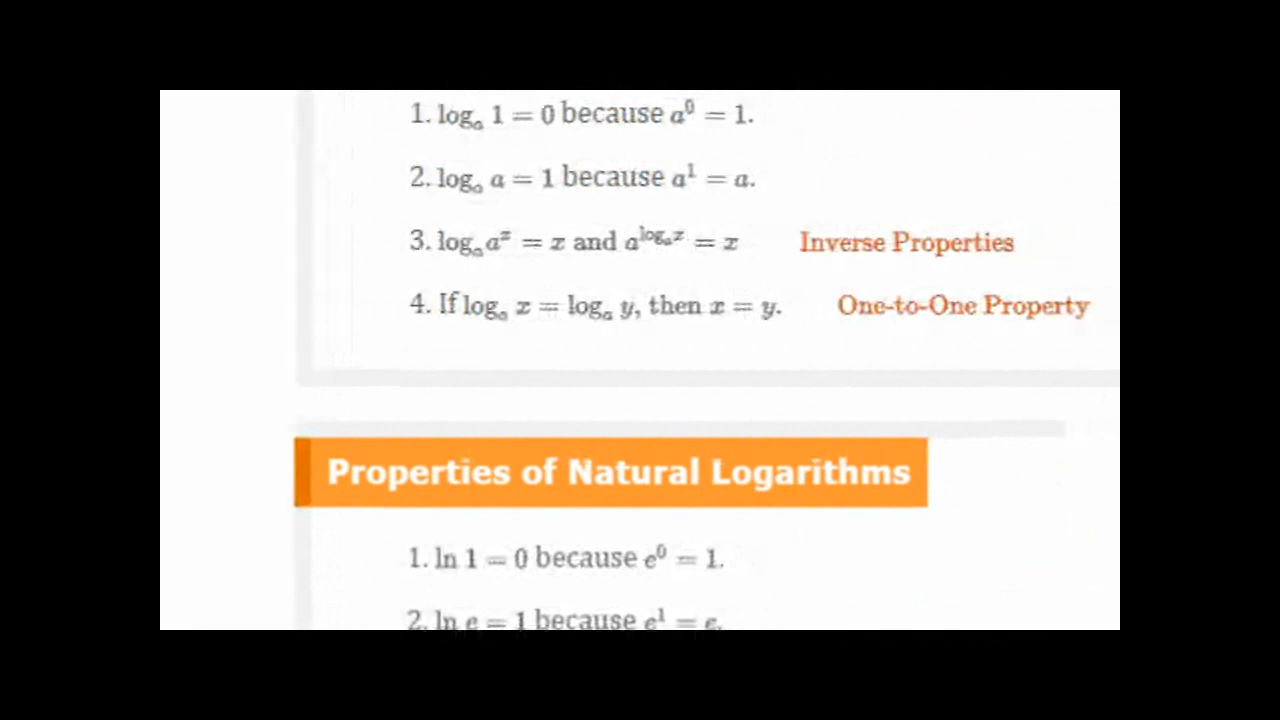 1. logₐ 1 = 0 because a⁰ = 1.
2. logₐ a = 1 because a¹ = a.
3. logₐ aˣ = x and a^(logₐ x) = x Inverse Properties
4. If logₐ x = logₐ y, then x = y. One-to-One Property
Properties of Natural Logarithms
1. ln 1 = 0 because e⁰ = 1.
2. ln e = 1 because e¹ = e.